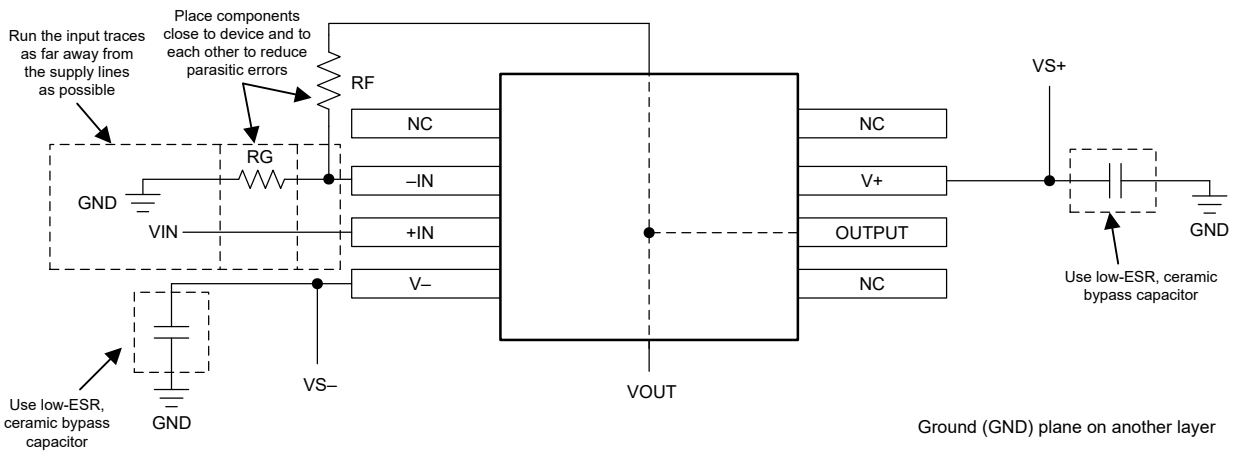 Run the input traces
as far away from
the supply lines
as possible
Place components
close to device and to
each other to reduce
parasitic errors
RF
VS+
NC
NC
RG
–IN
V+
GND
VIN
+IN
OUTPUT
GND
V–
NC
Use low-ESR, ceramic
bypass capacitor
VS–
VOUT
Use low-ESR,
ceramic bypass
capacitor
GND
Ground (GND) plane on another layer